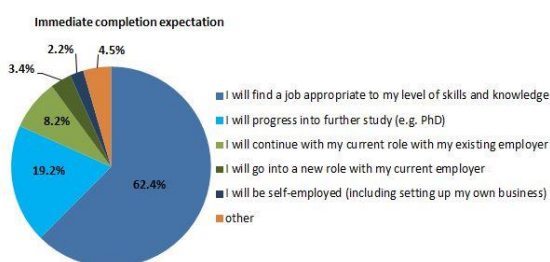 Immediate completion expectation
2.2%
4.5%
3.4%
8.2%
19.2%
62.4%
I will find a job appropriate to my level of skills and knowledge
I will progress into further study (e.g. PhD)
I will continue with my current role with my existing employer
I will go into a new role with my current employer
I will be self-employed (including setting up my own business)
other